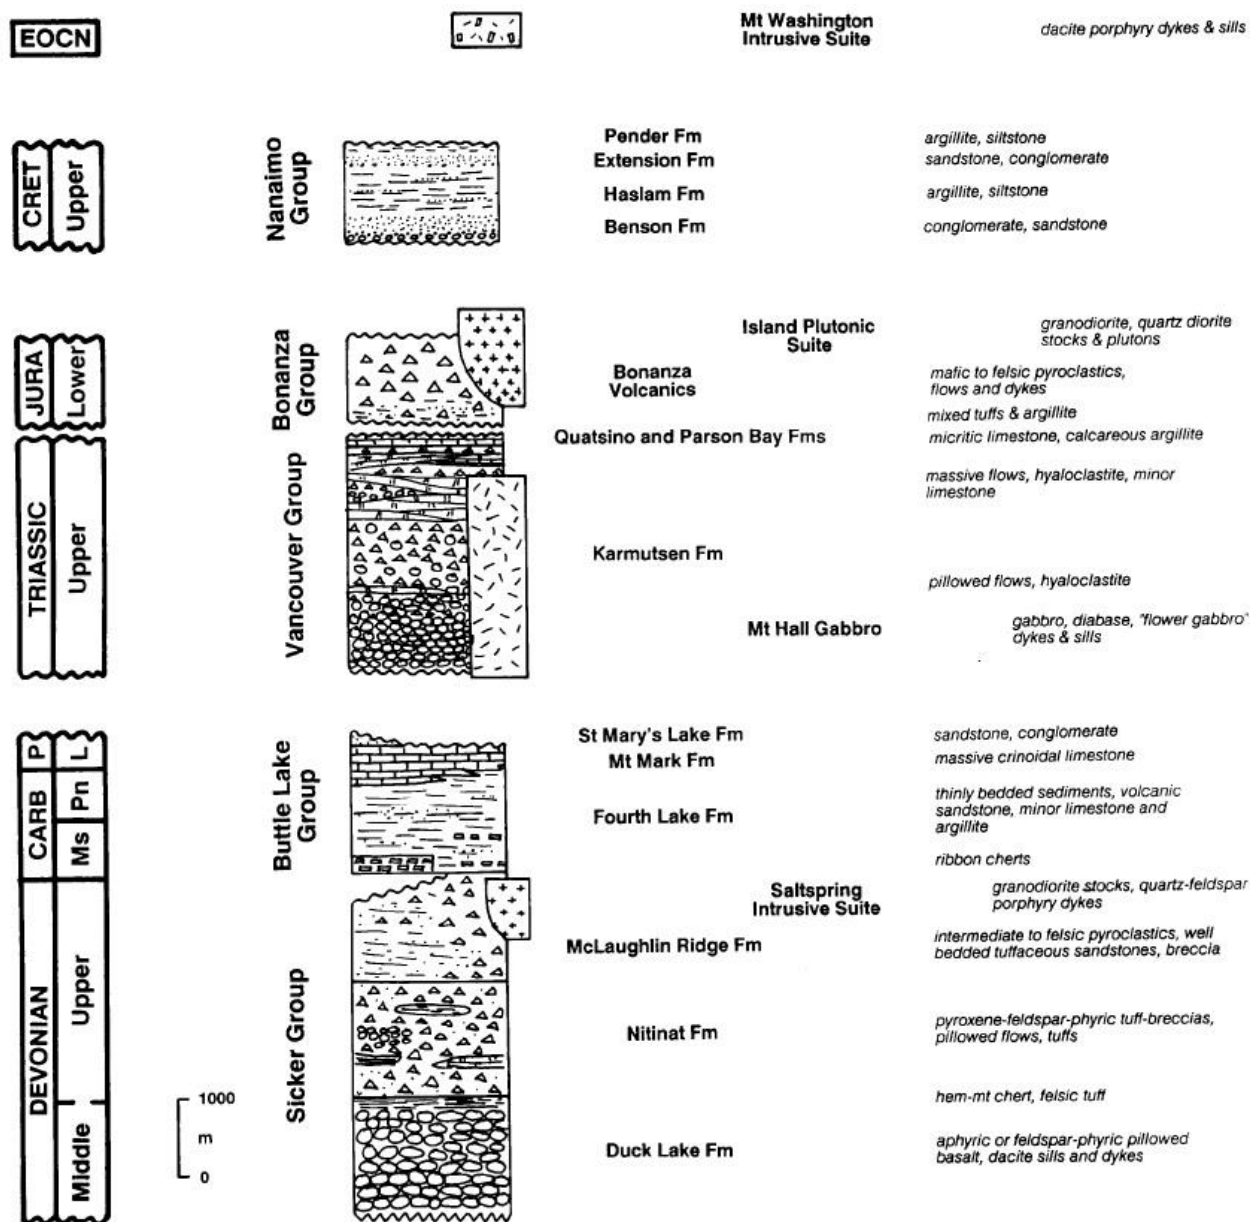 EOCN
Mt Washington
Intrusive Suite
dacite porphyry dykes & sills
CRET
Upper
Nanaimo
Group
Pender Fm
argillite, siltstone
Extension Fm
sandstone, conglomerate
Haslam Fm
argillite, siltstone
Benson Fm
conglomerate, sandstone
JURA
Lower
Bonanza
Group
Island Plutonic
Suite
granodiorite, quartz diorite
stocks & plutons
Bonanza
Volcanics
mafic to felsic pyroclastics,
flows and dykes
mixed tuffs & argillite
TRIASSIC
Upper
Vancouver Group
Quatsino and Parson Bay Fms
micritic limestone, calcareous argillite
massive flows, hyaloclastite, minor
limestone
Karmutsen Fm
pillowed flows, hyaloclastite
Mt Hall Gabbro
gabbro, diabase, "flower gabbro"
dykes & sills
P
L
CARB
Pn
Ms
Buttle Lake
Group
St Mary's Lake Fm
sandstone, conglomerate
Mt Mark Fm
massive crinoidal limestone
Fourth Lake Fm
thinly bedded sediments, volcanic
sandstone, minor limestone and
argillite
ribbon cherts
DEVONIAN
Upper
Middle
Sicker Group
Saltspring
Intrusive Suite
granodiorite stocks, quartz-feldspar
porphyry dykes
McLaughlin Ridge Fm
intermediate to felsic pyroclastics, well
bedded tuffaceous sandstones, breccia
Nitinat Fm
pyroxene-feldspar-phyric tuff-breccias,
pillowed flows, tuffs
hem-mt chert, felsic tuff
Duck Lake Fm
aphyric or feldspar-phyric pillowed
basalt, dacite sills and dykes
1000
m
0